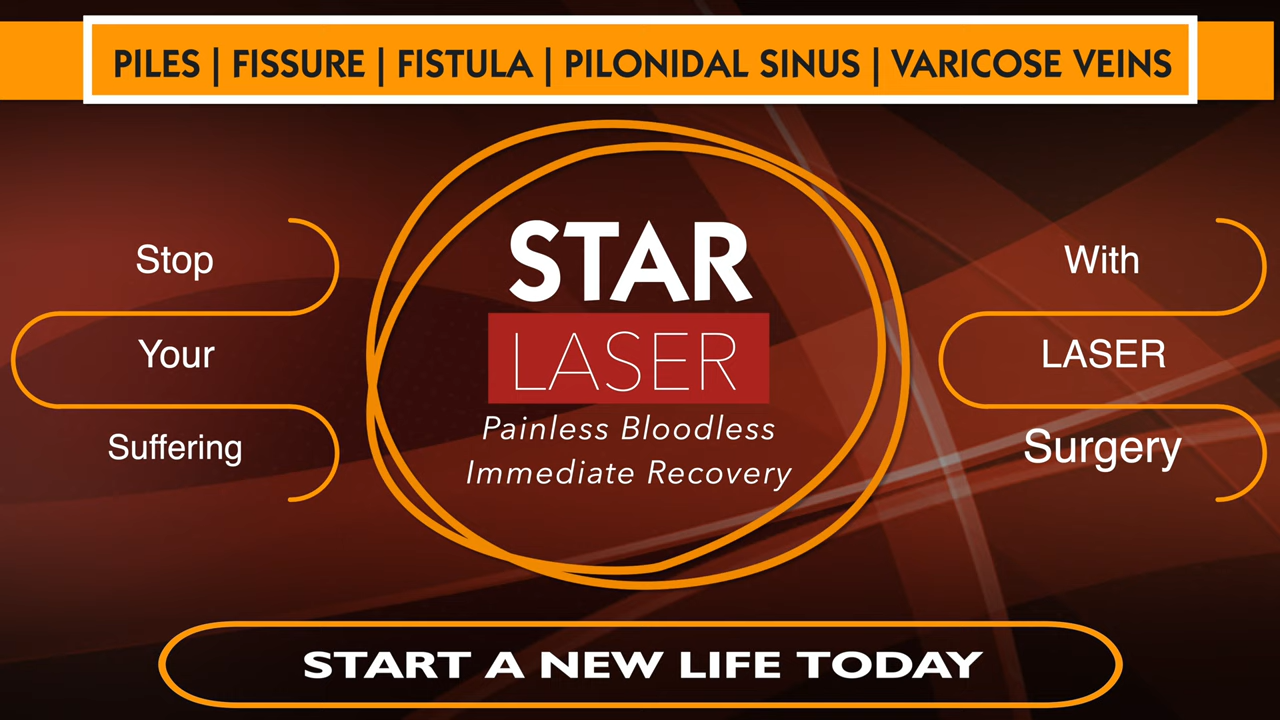 PILES | FISSURE | FISTULA | PILONIDAL SINUS | VARICOSE VEINS
Stop
Your
Suffering
STAR
LASER
Painless Bloodless
Immediate Recovery
With
LASER
Surgery
START A NEW LIFE TODAY